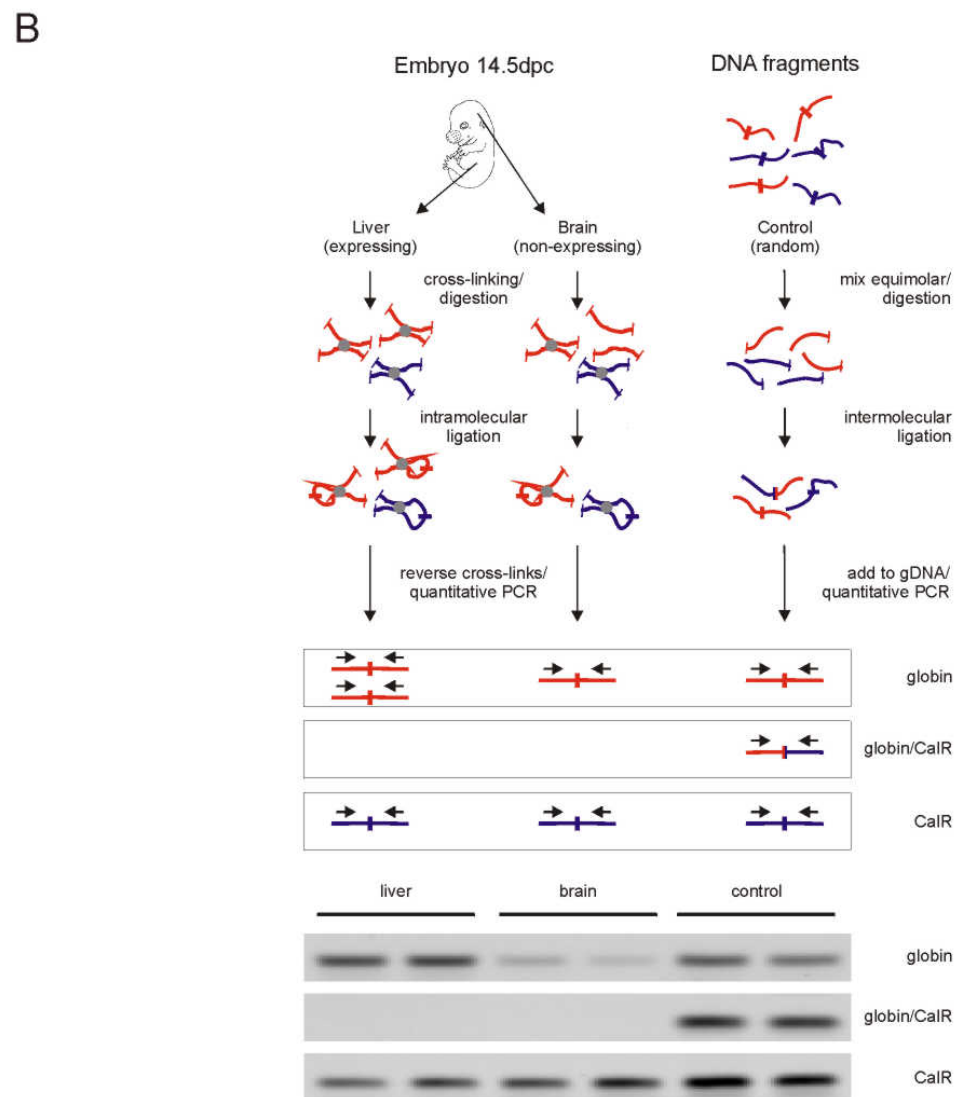 B
Embryo 14.5dpc
DNA fragments
Liver
(expressing)
Brain
(non-expressing)
Control
(random)
cross-linking/
digestion
mix equimolar/
digestion
intramolecular
ligation
intermolecular
ligation
reverse cross-links/
quantitative PCR
add to gDNA/
quantitative PCR
globin
globin/CalR
CalR
liver
brain
control
globin
globin/CalR
CalR